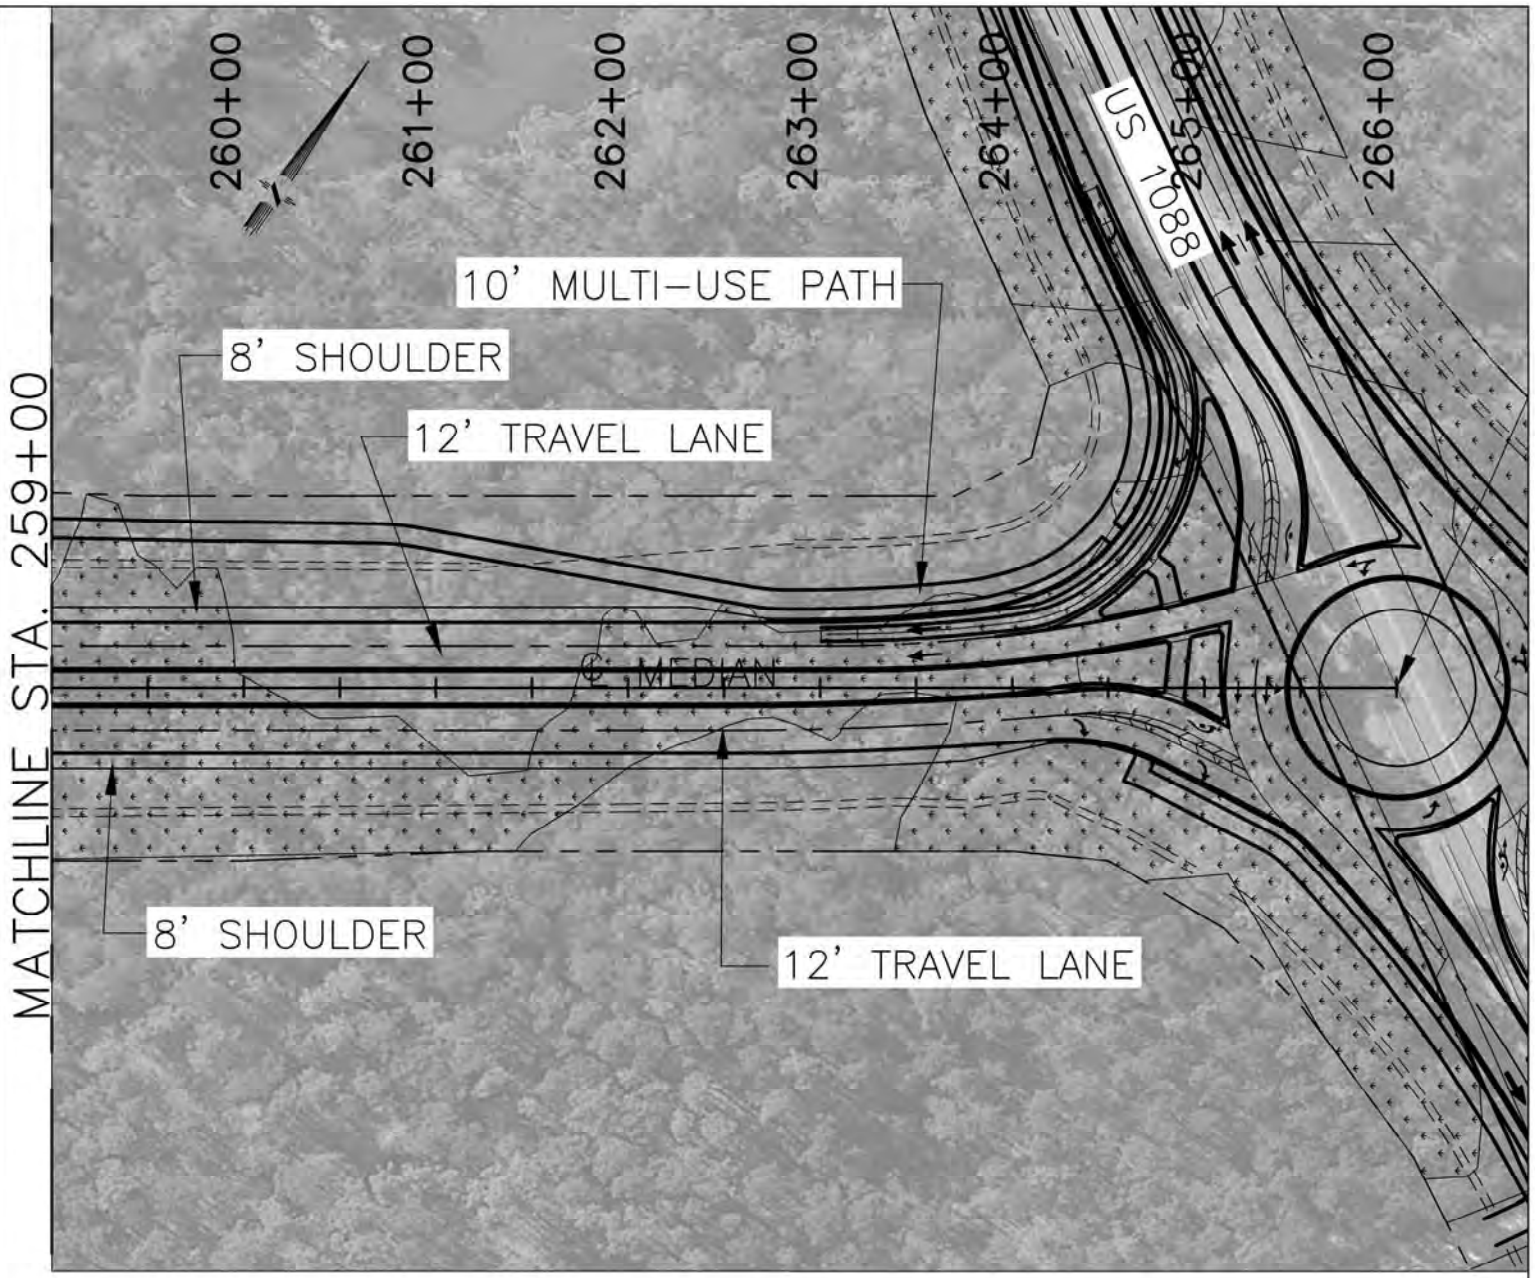 260+00
261+00
262+00
263+00
264+00
265+00
266+00
US 1088
10' MULTI-USE PATH
8' SHOULDER
12' TRAVEL LANE
MATCHLINE STA. 259+00
℄ MEDIAN
8' SHOULDER
12' TRAVEL LANE